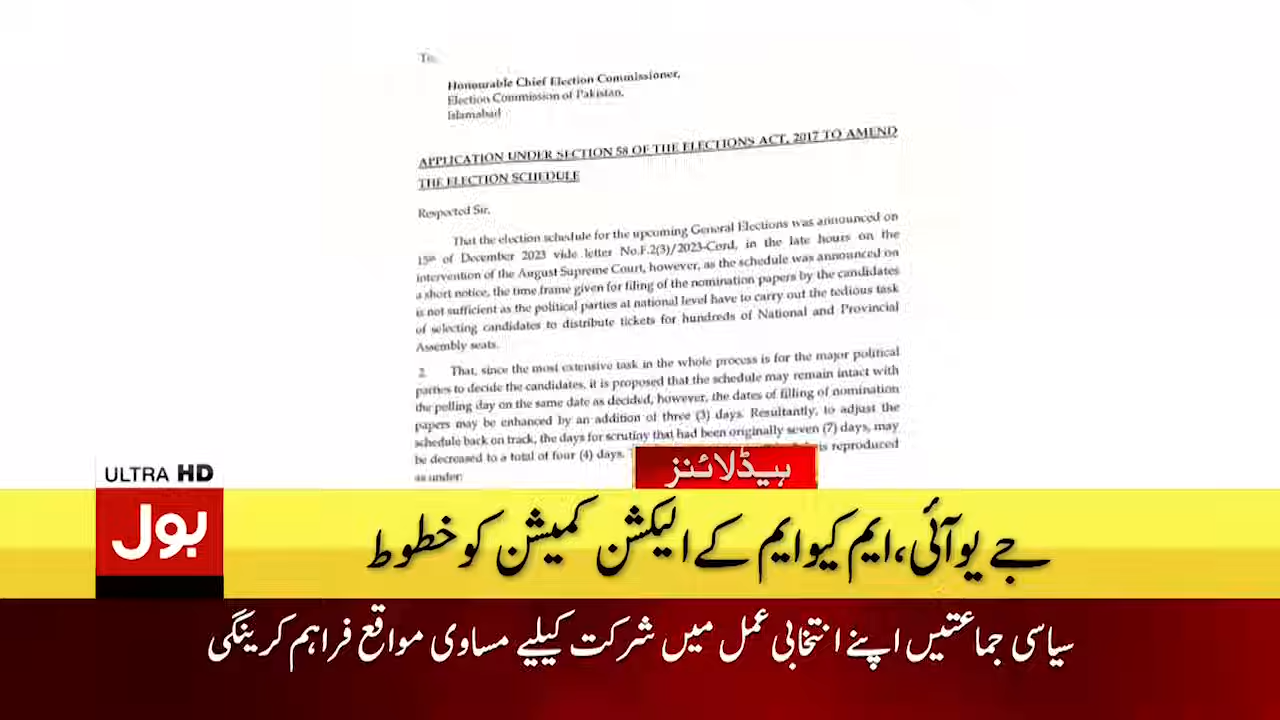 To,
Honourable Chief Election Commissioner,
Election Commission of Pakistan,
Islamabad
APPLICATION UNDER SECTION 58 OF THE ELECTIONS ACT, 2017 TO AMEND
THE ELECTION SCHEDULE
Respected Sir,
That the election schedule for the upcoming General Elections was announced on
15th of December 2023 vide letter No.F.2(3)/2023-Cord, in the late hours on the
intervention of the August Supreme Court, however, as the schedule was announced on
a short notice, the time frame given for filing of the nomination papers by the candidates
is not sufficient as the political parties at national level have to carry out the tedious task
of selecting candidates to distribute tickets for hundreds of National and Provincial
Assembly seats.
2. That, since the most extensive task in the whole process is for the major political
parties to decide the candidates, it is proposed that the schedule may remain intact with
the polling day on the same date as decided, however, the dates of filling of nomination
papers may be enhanced by an addition of three (3) days. Resultantly, to adjust the
schedule back on track, the days for scrutiny that had been originally seven (7) days, may
be decreased to a total of four (4) days. is reproduced
as under:
ہیڈلائنز
ULTRA HD
بول
جے یو آئی، ایم کیو ایم کے الیکشن کمیشن کو خطوط
سیاسی جماعتیں اپنے انتخابی عمل میں شرکت کیلیے مساوی مواقع فراہم کرینگی